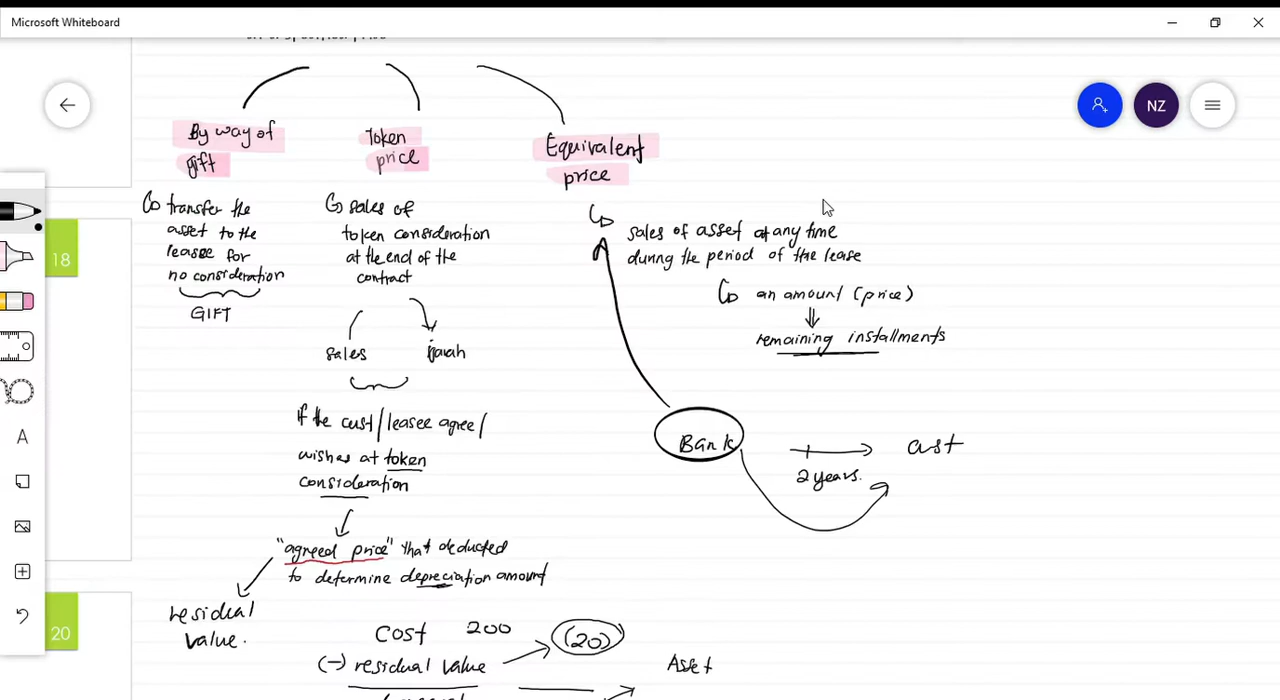 Microsoft Whiteboard
NZ
By way of
gift
Token
price
Equivalent
price
transfer the
asset to the
leasee for
no consideration
GIFT
sales of
token consideration
at the end of the
contract
sales
ijarah
sales of asset at any time
during the period of the lease
an amount (price)
remaining installments
If the cust/leasee agree/
wishes at token
consideration
Bank
2 years.
cust
"agreed price" that deducted
to determine depreciation amount
residual
value.
Cost 200
(20)
(-) residual value
Asset
18
20
A